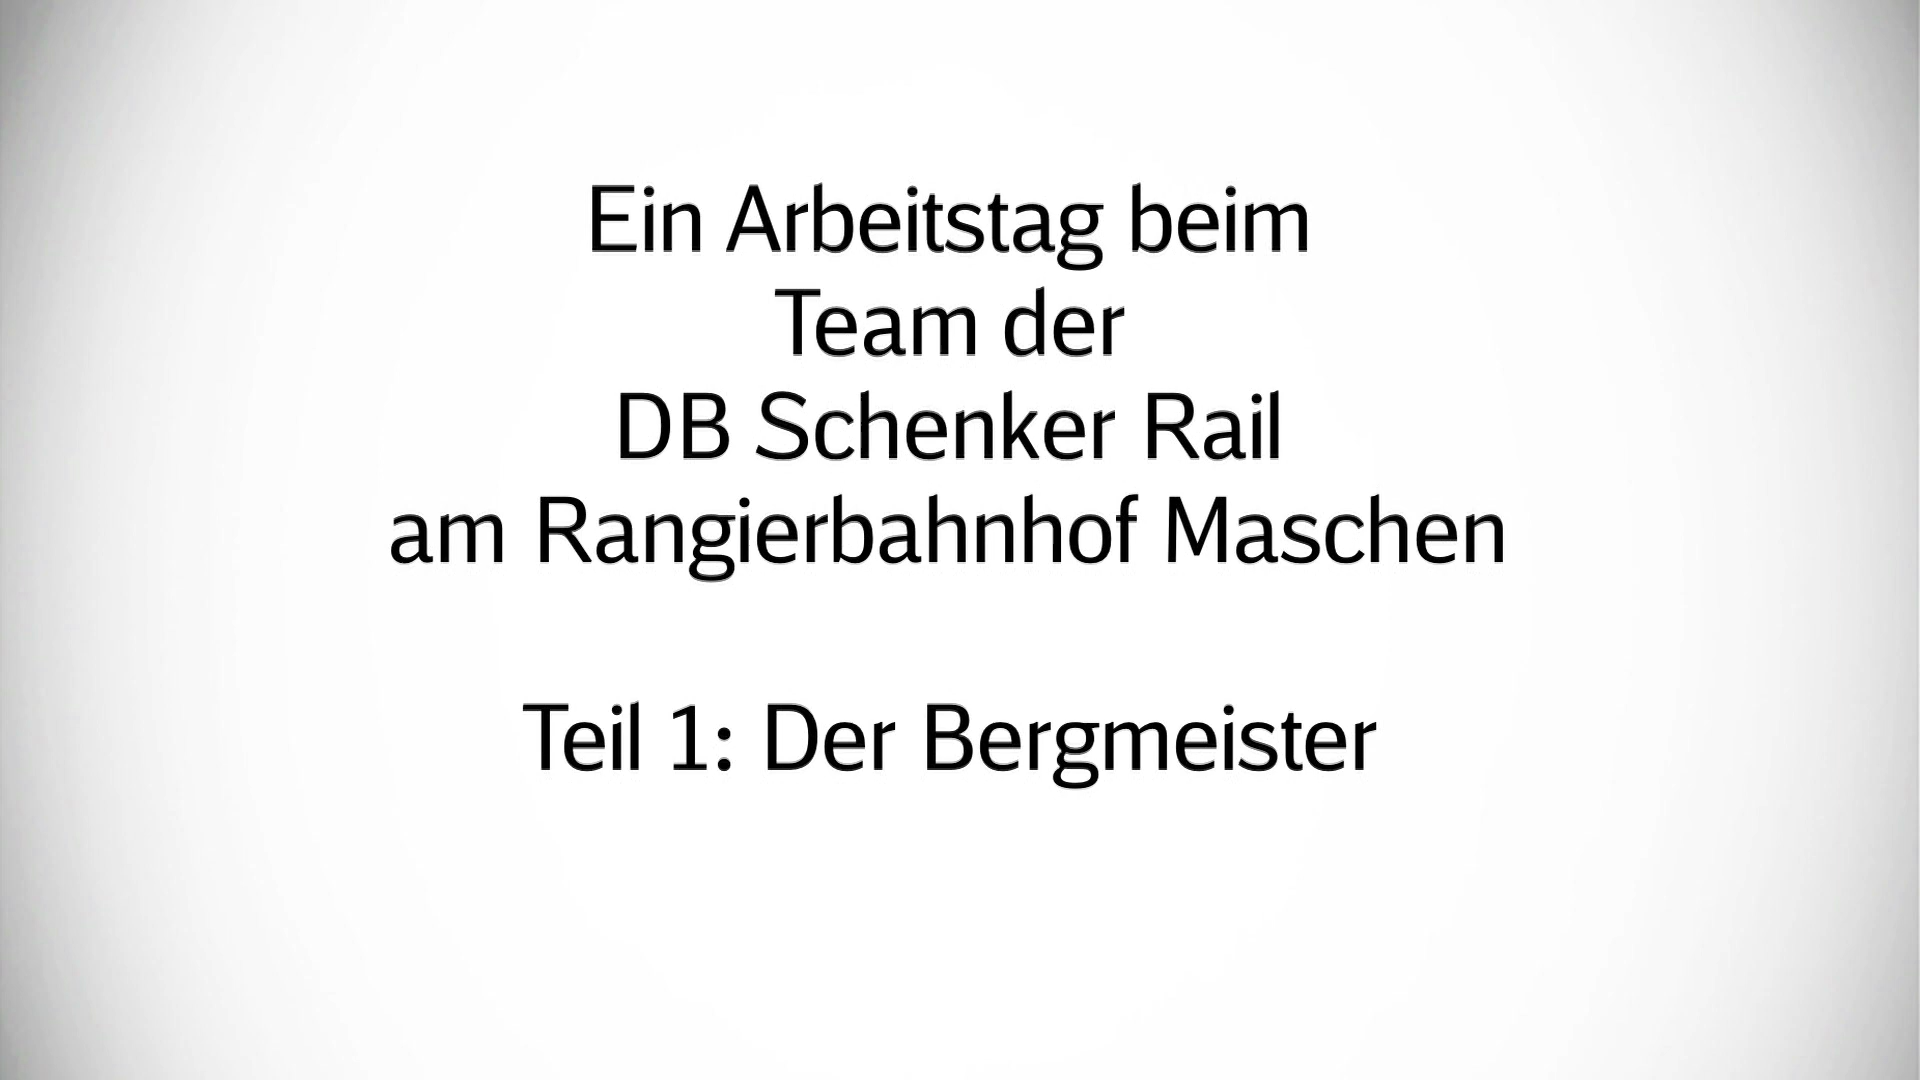 Ein Arbeitstag beim
Team der
DB Schenker Rail
am Rangierbahnhof Maschen
Teil 1: Der Bergmeister